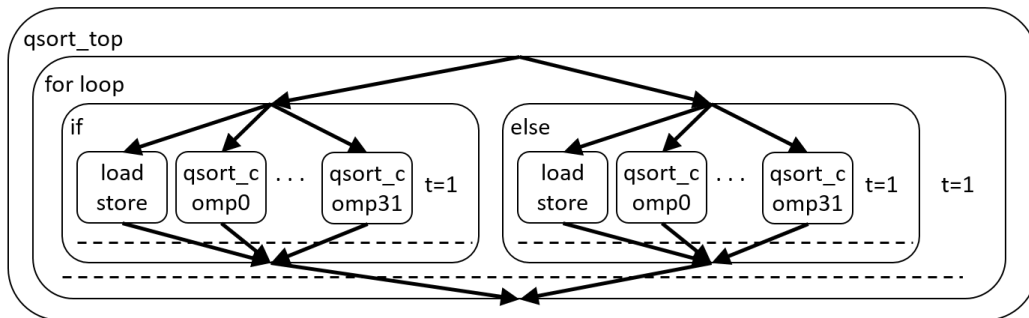 qsort_top
for loop
if
load
store
qsort_c
omp0
. . .
qsort_c
omp31
t=1
else
load
store
qsort_c
omp0
. . .
qsort_c
omp31
t=1
t=1